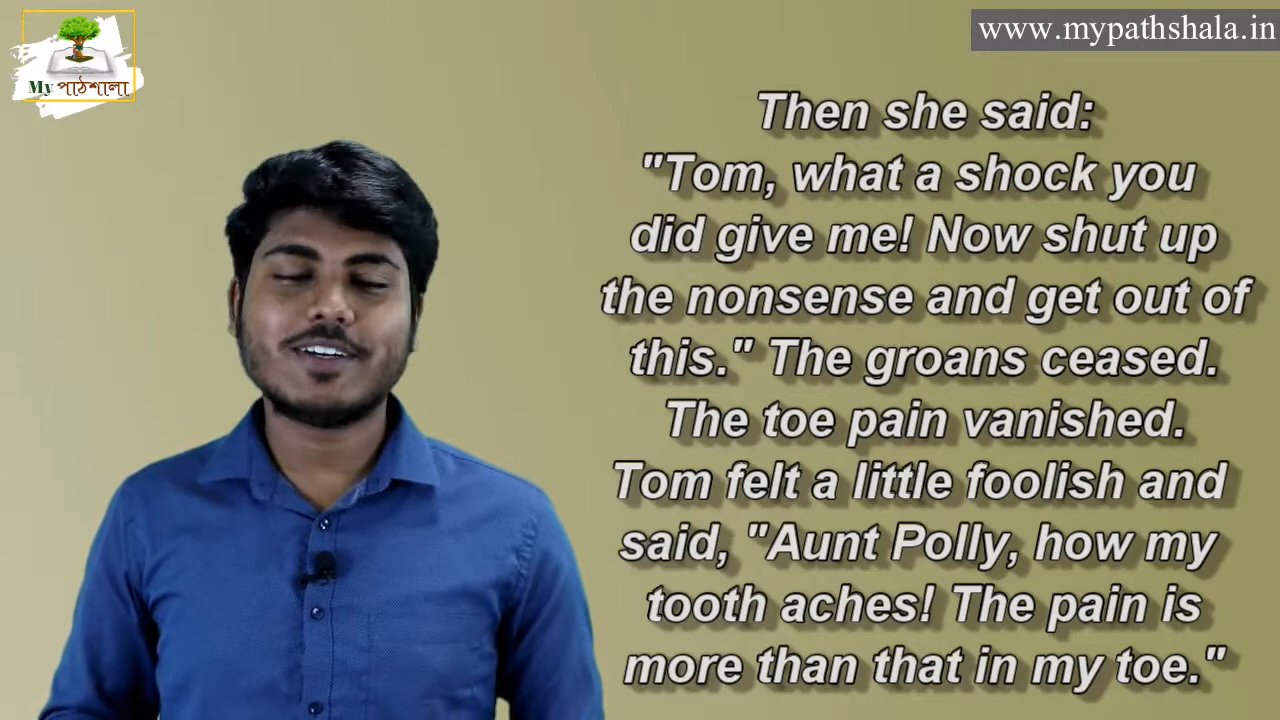 My পাঠশালা
www.mypathshala.in
Then she said:
"Tom, what a shock you
did give me! Now shut up
the nonsense and get out of
this." The groans ceased.
The toe pain vanished.
Tom felt a little foolish and
said, "Aunt Polly, how my
tooth aches! The pain is
more than that in my toe."